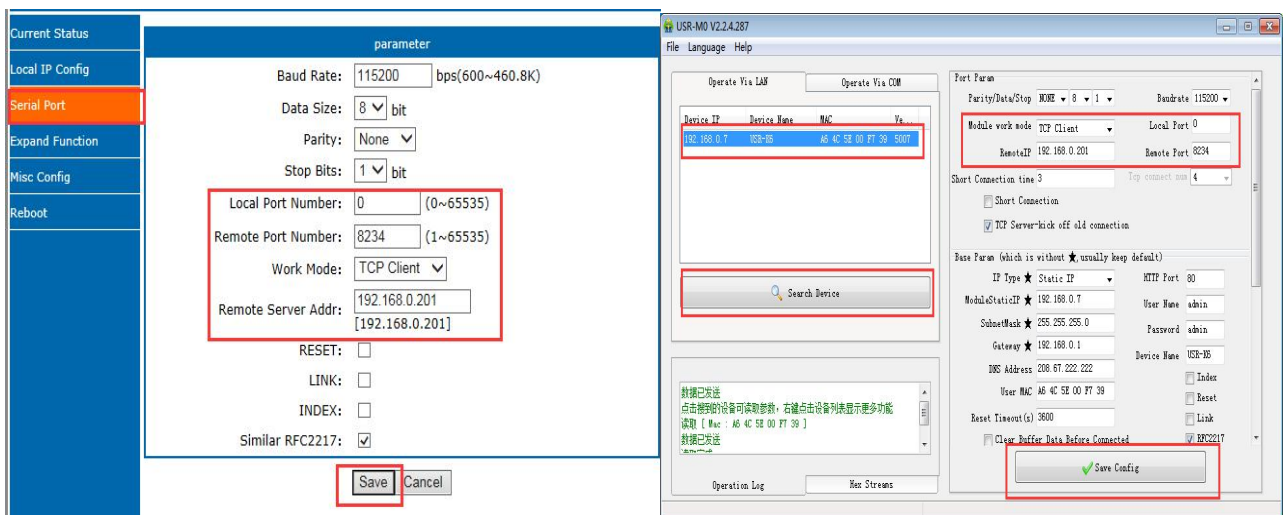 Current Status
Local IP Config
Serial Port
Expand Function
Misc Config
Reboot
parameter
Baud Rate: 115200 bps(600~460.8K)
Data Size: 8 bit
Parity: None
Stop Bits: 1 bit
Local Port Number: 0 (0~65535)
Remote Port Number: 8234 (1~65535)
Work Mode: TCP Client
Remote Server Addr: 192.168.0.201
[192.168.0.201]
RESET:
LINK:
INDEX:
Similar RFC2217:
Save Cancel
USR-M0 V2.2.4.287
File Language Help
Operate Via LAN Operate Via COM
Device IP Device Name MAC Ve...
192.168.0.7 USR-K6 A6 4C 5E 00 F7 39 5007
Search Device
数据已发送
点击搜到的设备可读取参数，右键点击设备列表显示更多功能
读取 [ Mac : A6 4C 5E 00 F7 39 ]
数据已发送
Operation Log Hex Streams
Port Param
Parity/Data/Stop NONE 8 1 Baudrate 115200
Module work mode TCP Client Local Port 0
RemoteIP 192.168.0.201 Remote Port 8234
Short Connection time 3 Tcp connect num 4
Short Connection
TCP Server-kick off old connection
Base Param (which is without ★,usually keep default)
IP Type ★ Static IP HTTP Port 80
ModuleStaticIP ★ 192.168.0.7 User Name admin
SubnetMask ★ 255.255.255.0 Password admin
Gateway ★ 192.168.0.1 Device Name USR-K6
DNS Address 208.67.222.222 Index
User MAC A6 4C 5E 00 F7 39 Reset
Reset Timeout(s) 3600 Link
Clear Buffer Data Before Connected RFC2217
Save Config